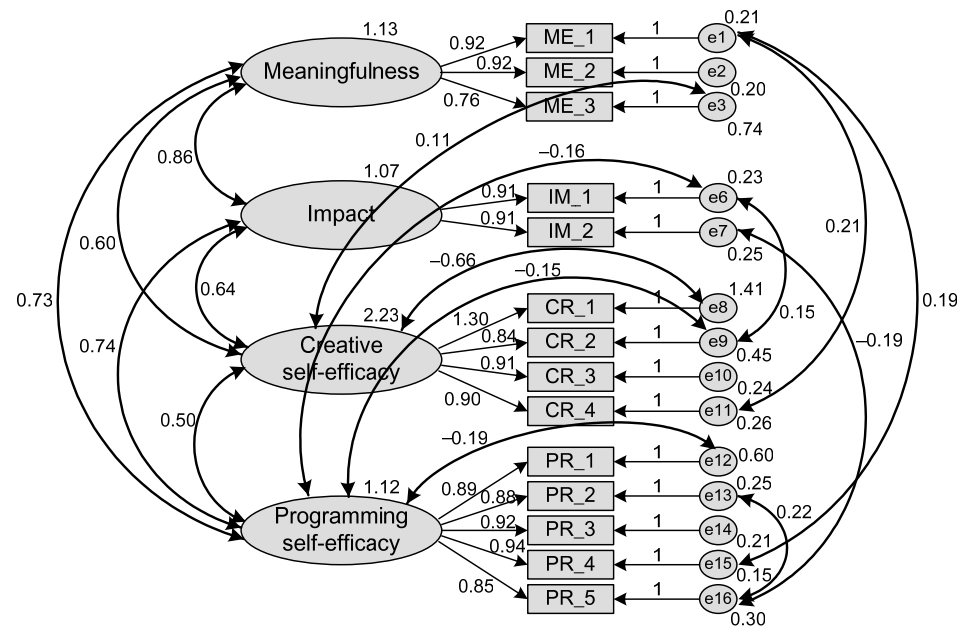 1.13
0.21
0.92
ME_1
1
e1
Meaningfulness
0.92
ME_2
1
e2
0.20
0.76
ME_3
1
e3
0.74
0.11
0.86
–0.16
1.07
0.23
0.91
IM_1
1
e6
Impact
0.91
IM_2
1
e7
0.21
0.25
0.60
–0.66
–0.15
0.64
1.41
0.73
0.19
2.23
1.30
CR_1
1
e8
0.15
Creative
self-efficacy
0.84
CR_2
1
e9
–0.19
0.45
0.74
0.91
CR_3
1
e10
0.24
0.90
CR_4
1
e11
0.26
0.50
–0.19
PR_1
1
e12
0.60
1.12
0.89
0.25
0.88
PR_2
1
e13
0.22
Programming
self-efficacy
0.92
PR_3
1
e14
0.21
0.94
PR_4
1
e15
0.15
0.85
PR_5
1
e16
0.30